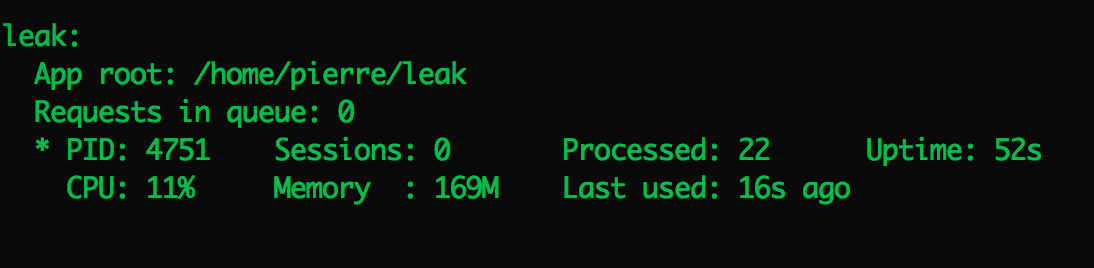 leak:
  App root: /home/pierre/leak
  Requests in queue: 0
  * PID: 4751    Sessions: 0       Processed: 22      Uptime: 52s
    CPU: 11%     Memory  : 169M    Last used: 16s ago